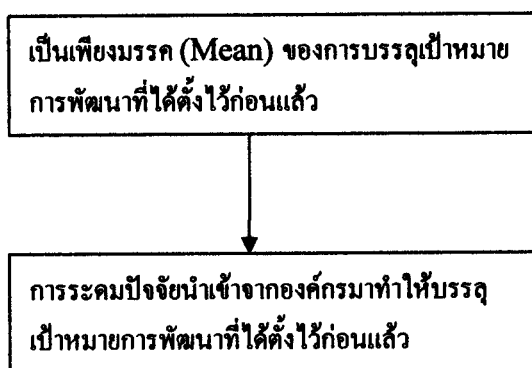 เป็นเพียงมรรค (Mean) ของการบรรลุเป้าหมาย
การพัฒนาที่ได้ตั้งไว้ก่อนแล้ว
การระดมปัจจัยนำเข้าจากองค์กรมาทำให้บรรลุ
เป้าหมายการพัฒนาที่ได้ตั้งไว้ก่อนแล้ว